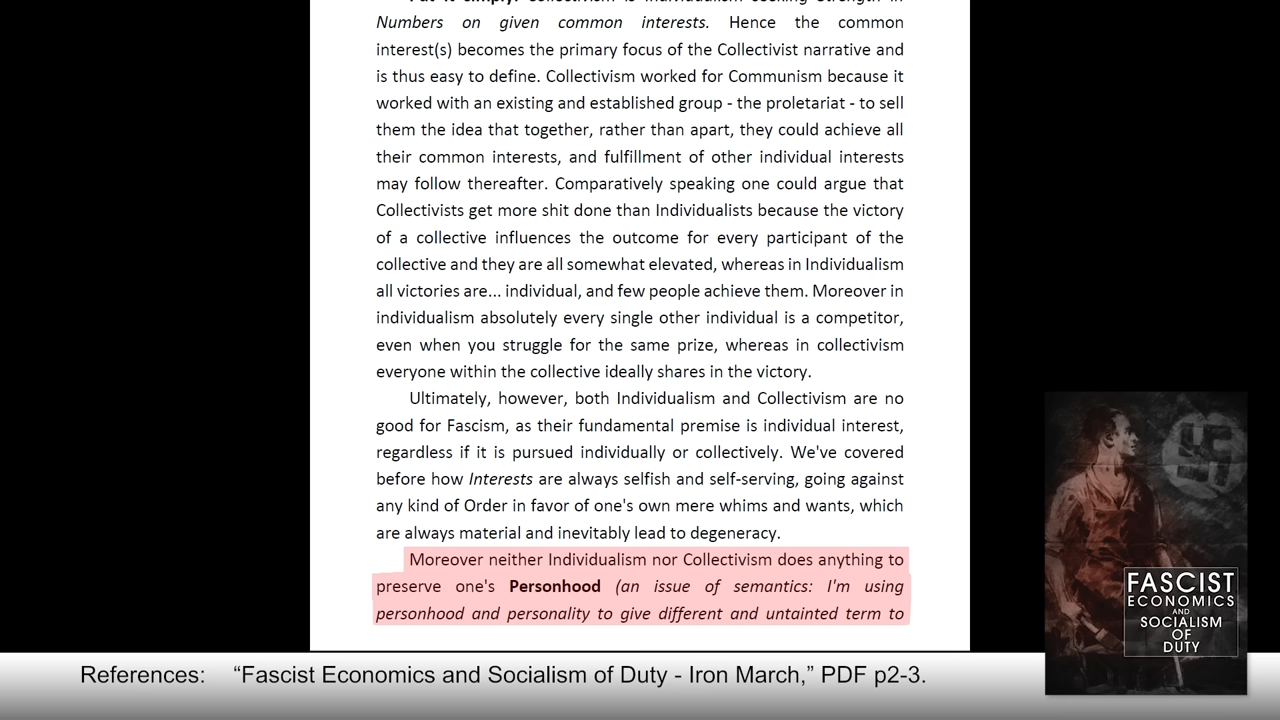 Put it simply: Collectivism is Individualism seeking Strength in
Numbers on given common interests. Hence the common
interest(s) becomes the primary focus of the Collectivist narrative and
is thus easy to define. Collectivism worked for Communism because it
worked with an existing and established group - the proletariat - to sell
them the idea that together, rather than apart, they could achieve all
their common interests, and fulfillment of other individual interests
may follow thereafter. Comparatively speaking one could argue that
Collectivists get more shit done than Individualists because the victory
of a collective influences the outcome for every participant of the
collective and they are all somewhat elevated, whereas in Individualism
all victories are... individual, and few people achieve them. Moreover in
individualism absolutely every single other individual is a competitor,
even when you struggle for the same prize, whereas in collectivism
everyone within the collective ideally shares in the victory.
Ultimately, however, both Individualism and Collectivism are no
good for Fascism, as their fundamental premise is individual interest,
regardless if it is pursued individually or collectively. We've covered
before how Interests are always selfish and self-serving, going against
any kind of Order in favor of one's own mere whims and wants, which
are always material and inevitably lead to degeneracy.
Moreover neither Individualism nor Collectivism does anything to
preserve one's Personhood (an issue of semantics: I'm using
personhood and personality to give different and untainted term to
FASCIST
ECONOMICS
AND
SOCIALISM
OF
DUTY
References: “Fascist Economics and Socialism of Duty - Iron March,” PDF p2-3.